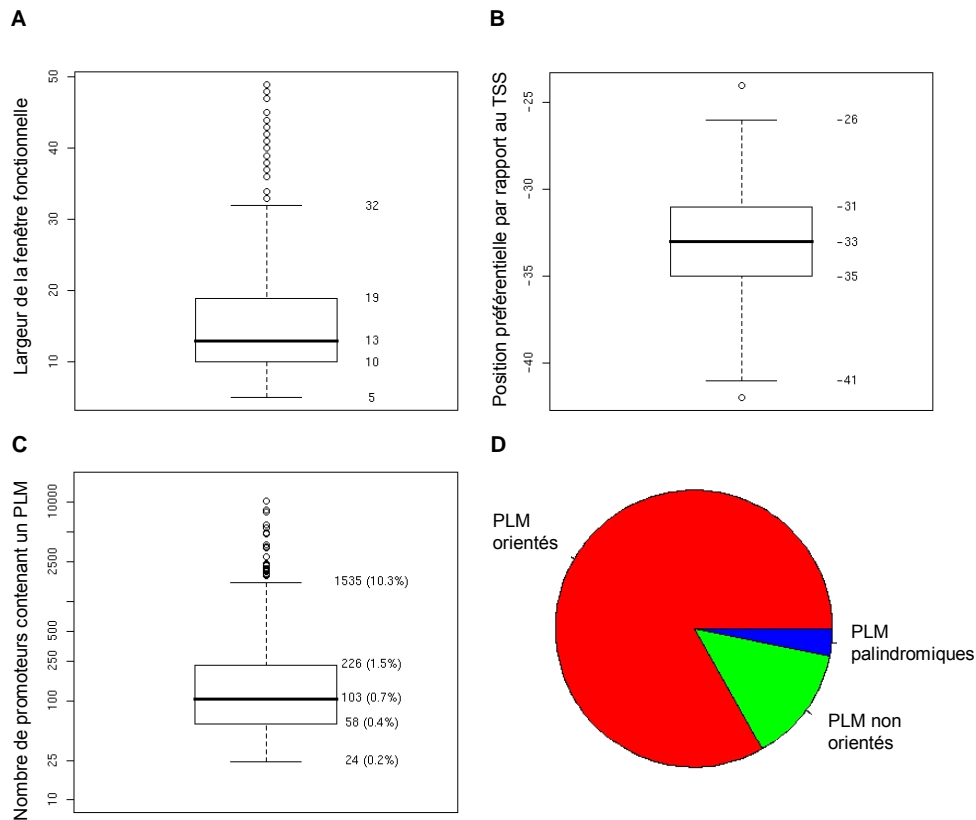 A
Largeur de la fenêtre fonctionnelle
50
40
30
20
10
32
19
13
10
5
B
Position préférentielle par rapport au TSS
-25
-30
-35
-40
-26
-31
-33
-35
-41
C
Nombre de promoteurs contenant un PLM
10000
2500
500
250
100
25
10
1535 (10.3%)
226 (1.5%)
103 (0.7%)
58 (0.4%)
24 (0.2%)
D
PLM
orientés
PLM
palindromiques
PLM non
orientés